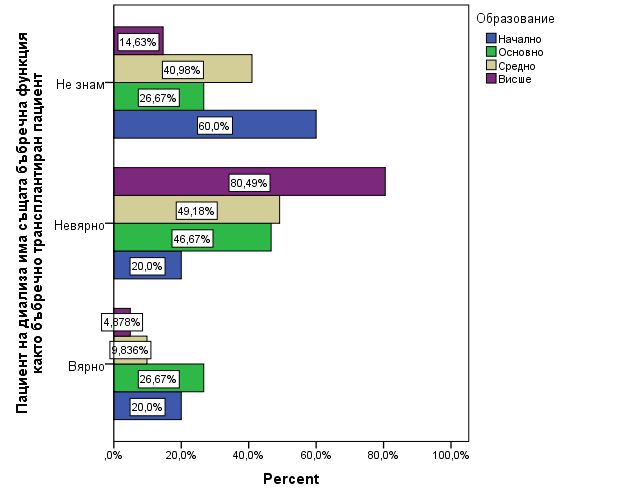 Образование
Начално
Основно
Средно
Висше
Пациент на диализа има същата бъбречна функция
както бъбречно трансплантиран пациент
Не знам
14,63%
40,98%
26,67%
60,0%
Невярно
80,49%
49,18%
46,67%
20,0%
Вярно
4,878%
9,836%
26,67%
20,0%
,0% 20,0% 40,0% 60,0% 80,0% 100,0%
Percent